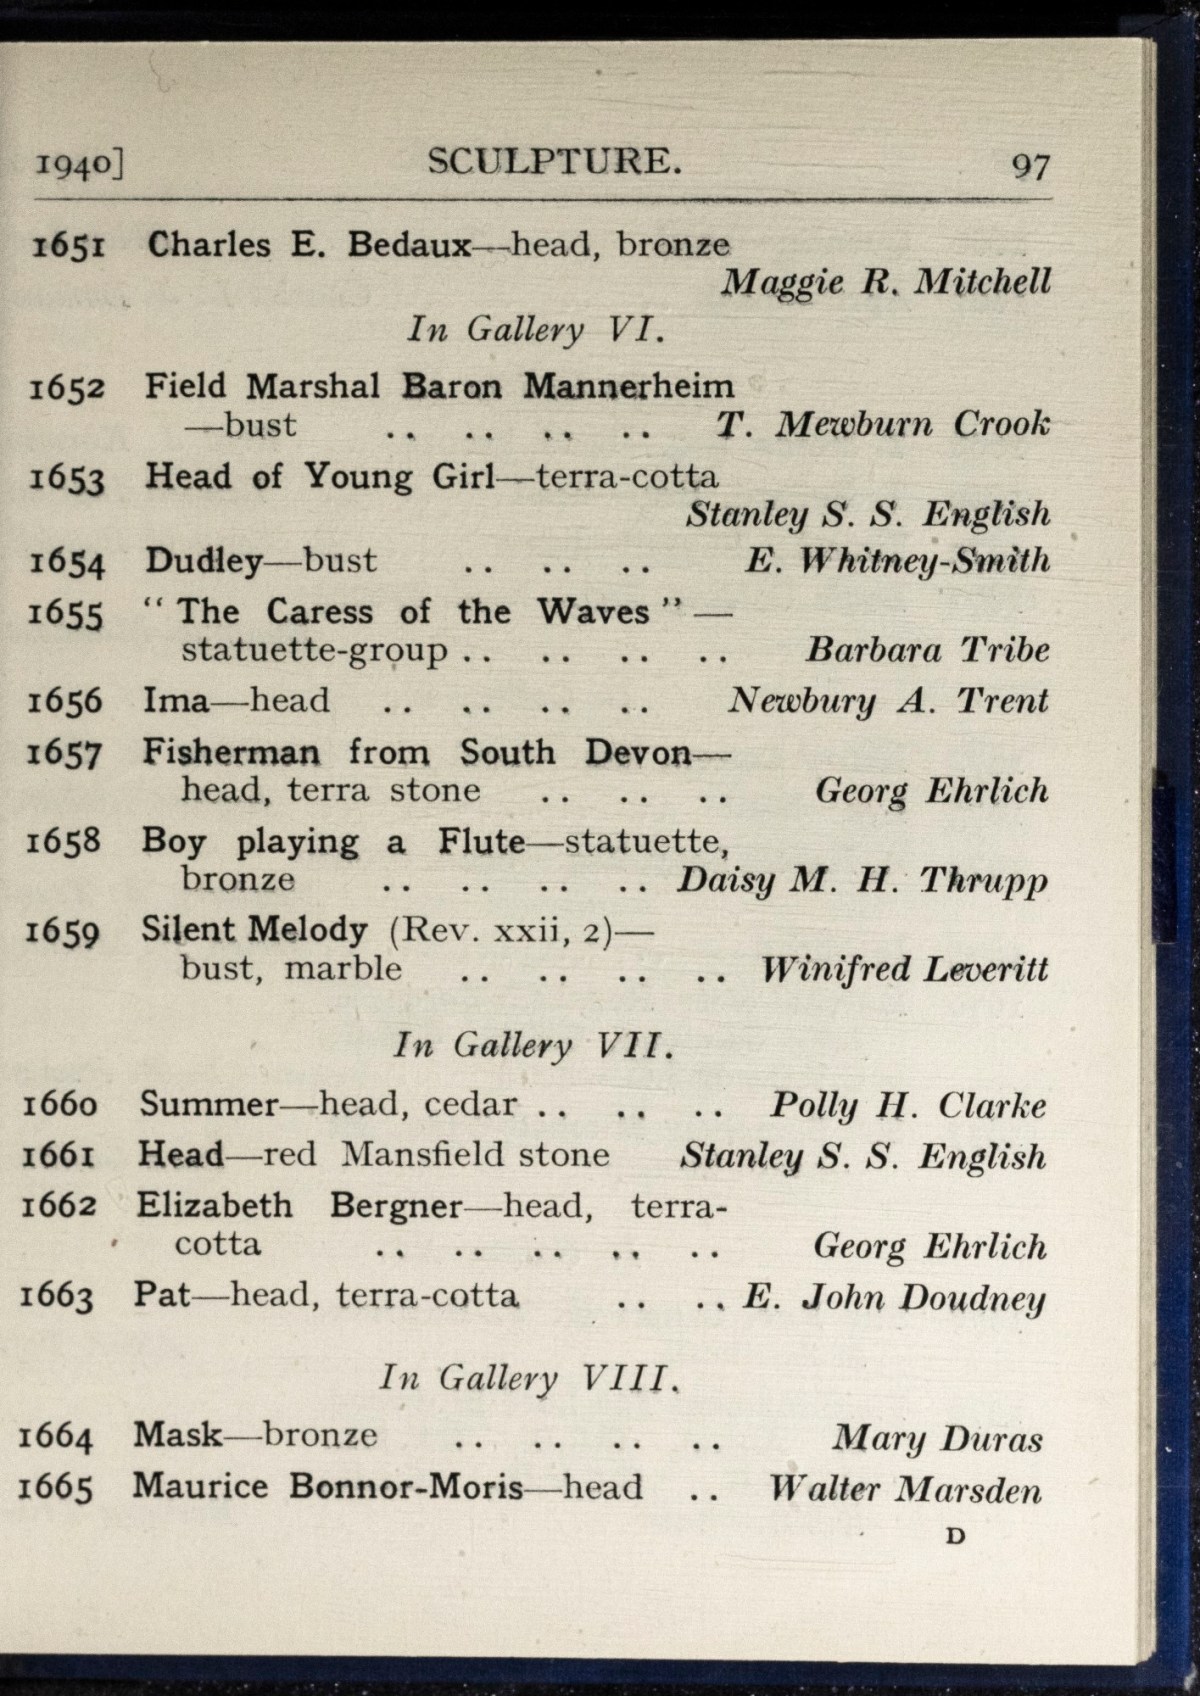 1940] SCULPTURE. 97
1651 Charles E. Bedaux—head, bronze
Maggie R. Mitchell
In Gallery VI.
1652 Field Marshal Baron Mannerheim
—bust .. .. .. .. T. Mewburn Crook
1653 Head of Young Girl—terra-cotta
Stanley S. S. English
1654 Dudley—bust .. .. .. E. Whitney-Smith
1655 “ The Caress of the Waves ”—
statuette-group .. .. .. .. Barbara Tribe
1656 Ima—head .. .. .. .. Newbury A. Trent
1657 Fisherman from South Devon—
head, terra stone .. .. .. Georg Ehrlich
1658 Boy playing a Flute—statuette,
bronze .. .. .. .. Daisy M. H. Thrupp
1659 Silent Melody (Rev. xxii, 2)—
bust, marble .. .. .. .. Winifred Leveritt
In Gallery VII.
1660 Summer—head, cedar .. .. .. Polly H. Clarke
1661 Head—red Mansfield stone Stanley S. S. English
1662 Elizabeth Bergner—head, terra-
cotta .. .. .. .. .. Georg Ehrlich
1663 Pat—head, terra-cotta .. .. E. John Doudney
In Gallery VIII.
1664 Mask—bronze .. .. .. .. Mary Duras
1665 Maurice Bonnor-Moris—head .. Walter Marsden
D